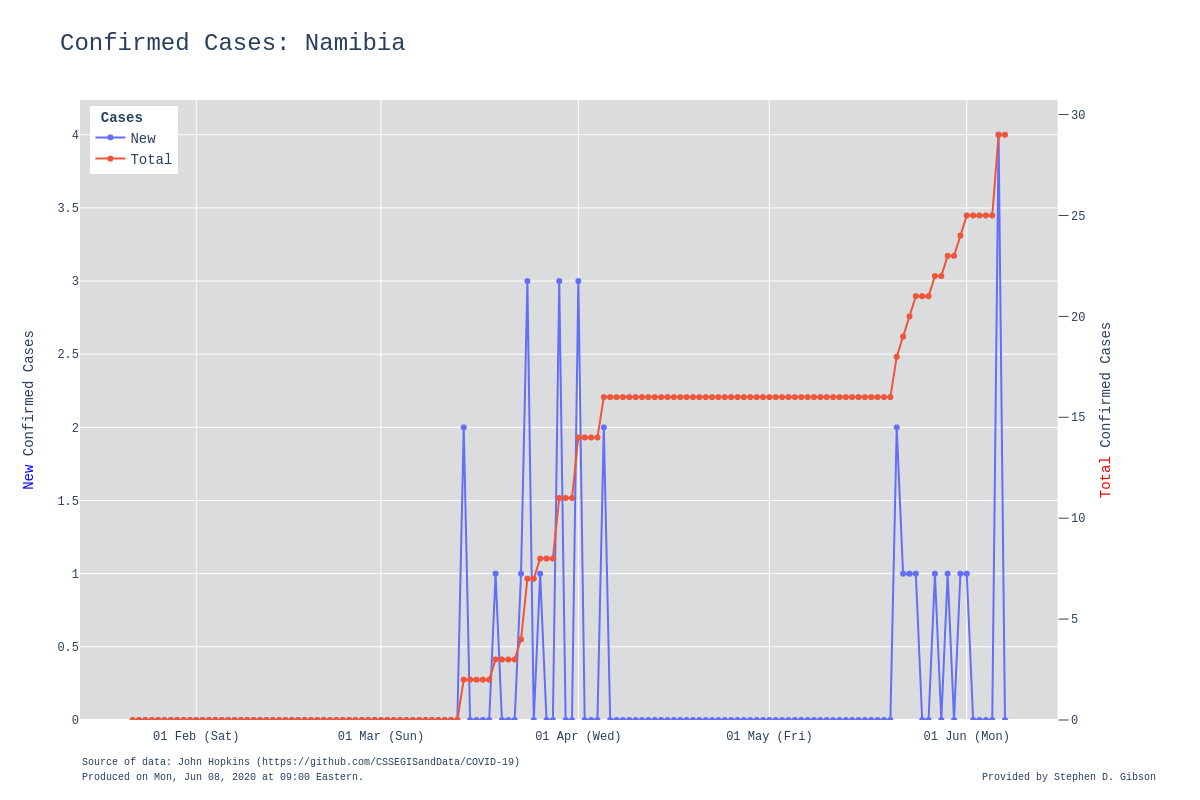 Confirmed Cases: Namibia
Cases
New
Total
4
3.5
3
2.5
2
1.5
1
0.5
0
New Confirmed Cases
30
25
20
15
10
5
0
Total Confirmed Cases
01 Feb (Sat)
01 Mar (Sun)
01 Apr (Wed)
01 May (Fri)
01 Jun (Mon)
Source of data: John Hopkins (https://github.com/CSSEGISandData/COVID-19)
Produced on Mon, Jun 08, 2020 at 09:00 Eastern.
Provided by Stephen D. Gibson